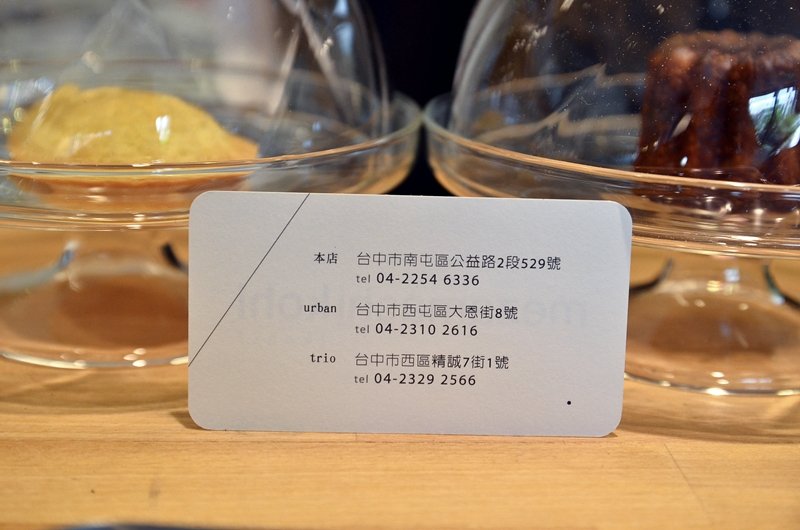 本店 台中市南屯區公益路2段529號
tel 04-2254 6336
urban 台中市西屯區大恩街8號
tel 04-2310 2616
trio 台中市西區精誠7街1號
tel 04-2329 2566